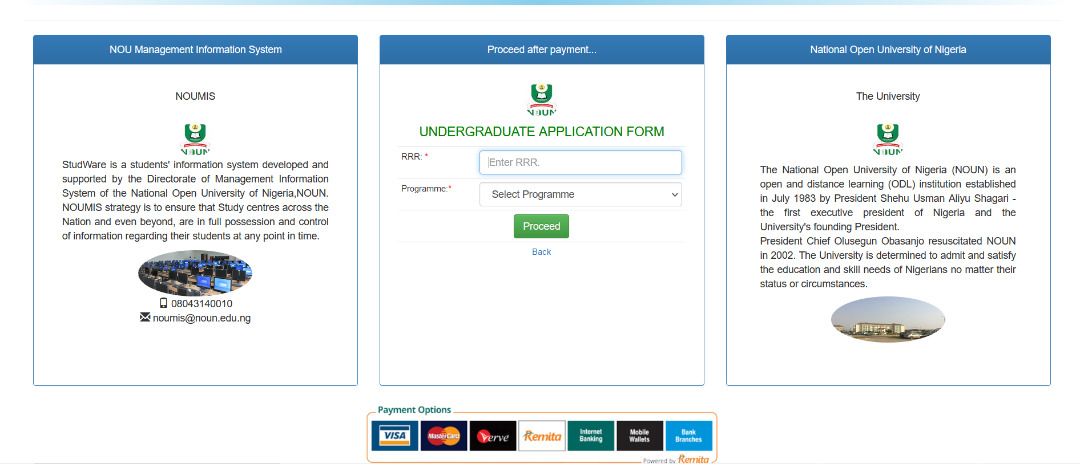 NOU Management Information System
NOUMIS
NOUN
StudWare is a students' information system developed and
supported by the Directorate of Management Information
System of the National Open University of Nigeria,NOUN.
NOUMIS strategy is to ensure that Study centres across the
Nation and even beyond, are in full possession and control
of information regarding their students at any point in time.
08043140010
noumis@noun.edu.ng
Proceed after payment...
NOUN
UNDERGRADUATE APPLICATION FORM
RRR: *
Enter RRR.
Programme:*
Select Programme
Proceed
Back
National Open University of Nigeria
The University
NOUN
The National Open University of Nigeria (NOUN) is an
open and distance learning (ODL) institution established
in July 1983 by President Shehu Usman Aliyu Shagari -
the first executive president of Nigeria and the
University's founding President.
President Chief Olusegun Obasanjo resuscitated NOUN
in 2002. The University is determined to admit and satisfy
the education and skill needs of Nigerians no matter their
status or circumstances.
Payment Options
VISA
MasterCard
Verve
Remita
Internet
Banking
Mobile
Wallets
Bank
Branches
Powered by Remita